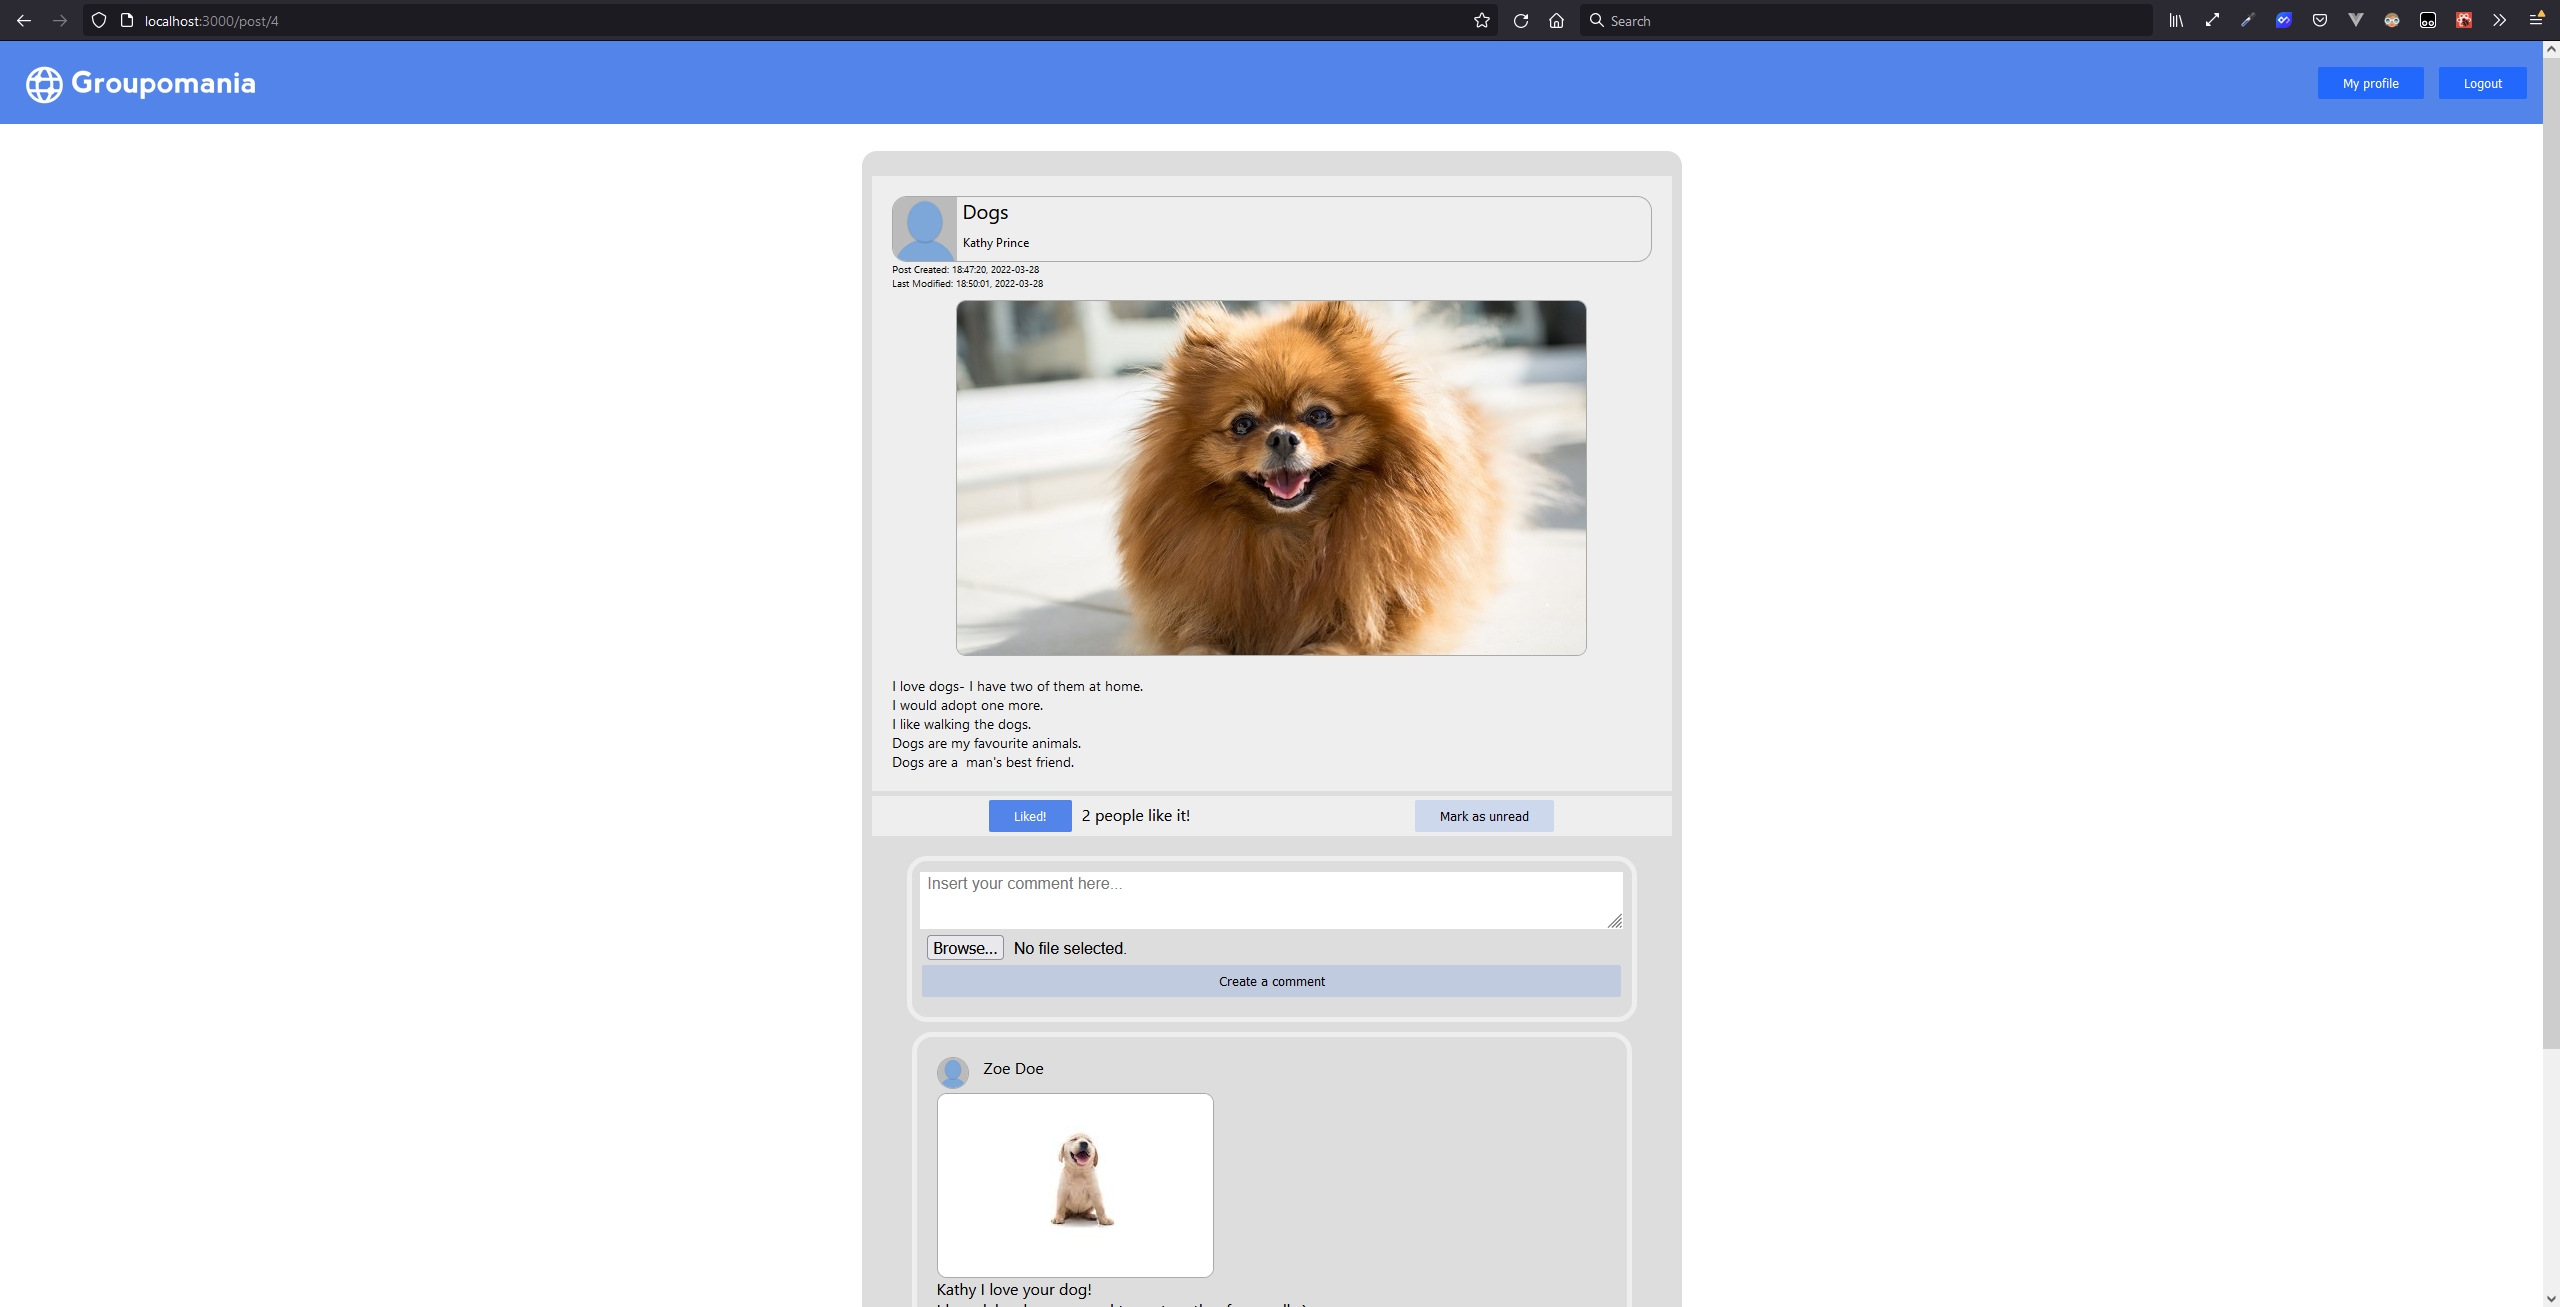 localhost:3000/post/4
Search
Groupomania
My profile
Logout
Dogs
Kathy Prince
Post Created: 18:47:20, 2022-03-28
Last Modified: 18:50:01, 2022-03-28
I love dogs- I have two of them at home.
I would adopt one more.
I like walking the dogs.
Dogs are my favourite animals.
Dogs are a  man's best friend.
Liked!
2 people like it!
Mark as unread
Insert your comment here...
Browse...
No file selected.
Create a comment
Zoe Doe
Kathy I love your dog!